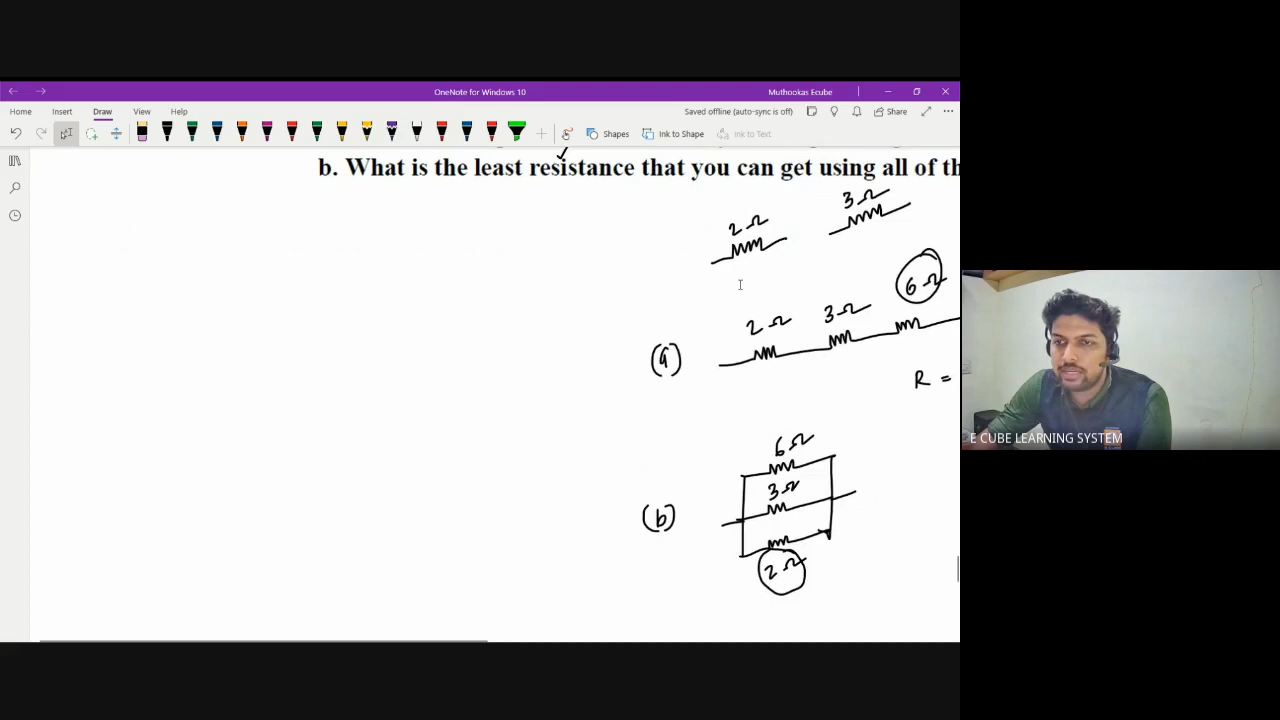 OneNote for Windows 10
Muthookas Ecube
Home Insert Draw View Help
Saved offline (auto-sync is off)
Share
Shapes
Ink to Shape
Ink to Text
b. What is the least resistance that you can get using all of th
2 Ω 3 Ω
6 Ω
2 Ω 3 Ω
(a)
R =
6 Ω
3 Ω
(b)
2 Ω
E CUBE LEARNING SYSTEM